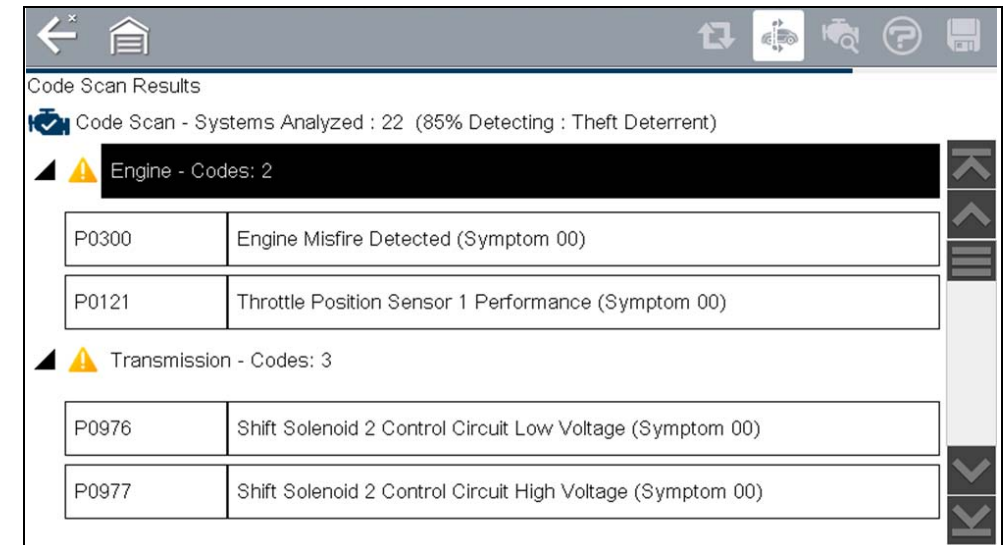 Code Scan Results
Code Scan - Systems Analyzed : 22 (85% Detecting : Theft Deterrent)
Engine - Codes: 2
P0300 Engine Misfire Detected (Symptom 00)
P0121 Throttle Position Sensor 1 Performance (Symptom 00)
Transmission - Codes: 3
P0976 Shift Solenoid 2 Control Circuit Low Voltage (Symptom 00)
P0977 Shift Solenoid 2 Control Circuit High Voltage (Symptom 00)